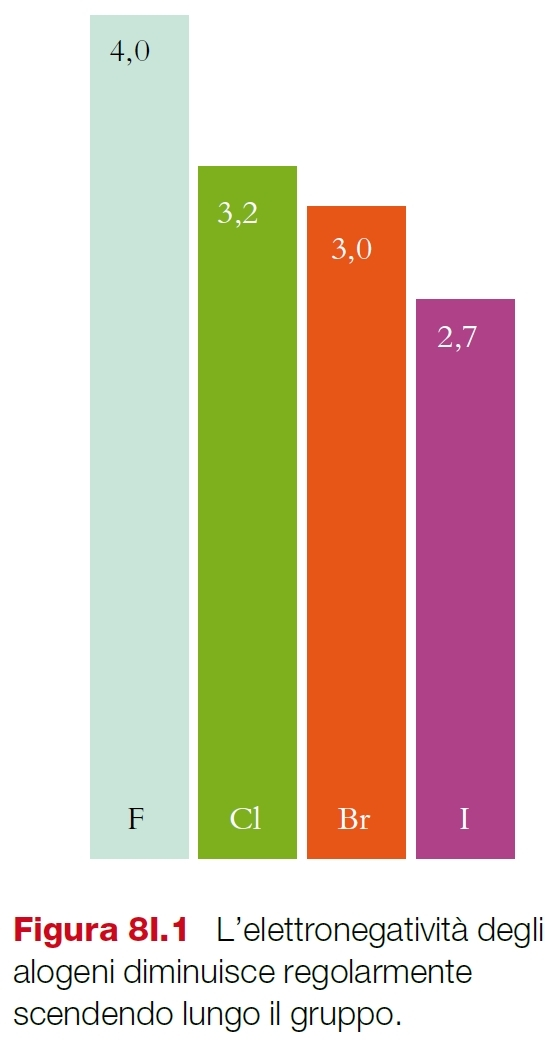 4,0
3,2
3,0
2,7
F Cl Br I
Figura 8I.1 L’elettronegatività degli
alogeni diminuisce regolarmente
scendendo lungo il gruppo.